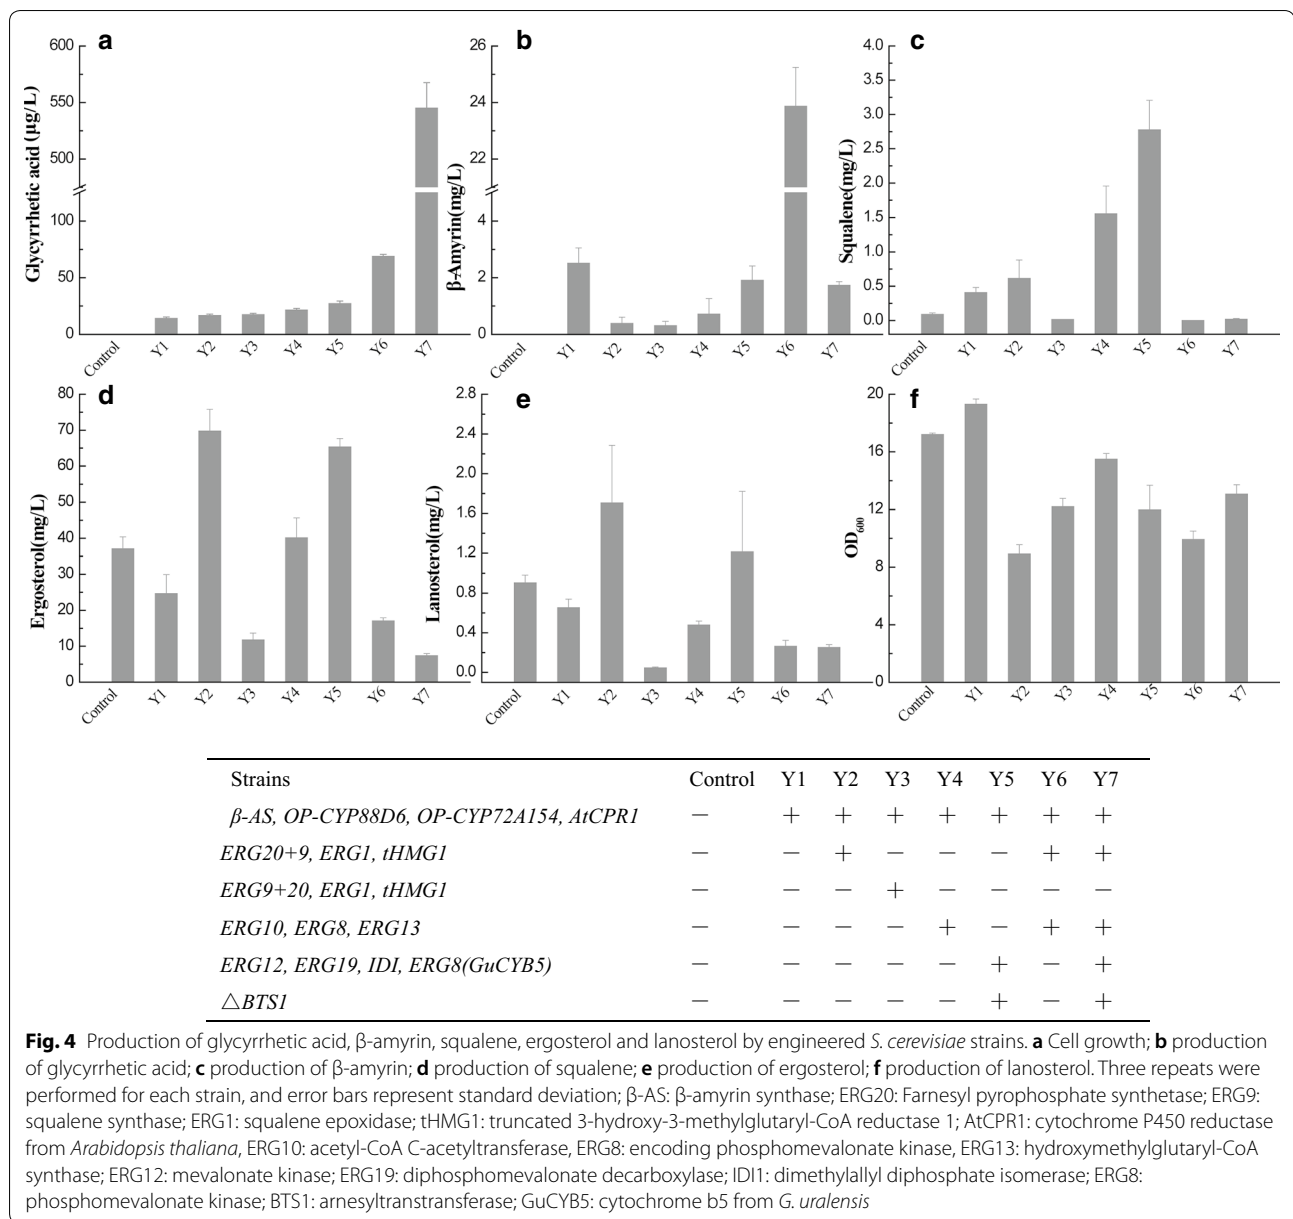 a
Glycyrrhetic acid (μg/L)
600
550
500
100
50
0
Control Y1 Y2 Y3 Y4 Y5 Y6 Y7
b
β-Amyrin(mg/L)
26
24
22
4
2
0
Control Y1 Y2 Y3 Y4 Y5 Y6 Y7
c
Squalene(mg/L)
4.0
3.5
3.0
2.5
2.0
1.5
1.0
0.5
0.0
Control Y1 Y2 Y3 Y4 Y5 Y6 Y7
d
Ergosterol(mg/L)
80
70
60
50
40
30
20
10
0
Control Y1 Y2 Y3 Y4 Y5 Y6 Y7
e
Lanosterol(mg/L)
2.8
2.4
2.0
1.6
1.2
0.8
0.4
0.0
Control Y1 Y2 Y3 Y4 Y5 Y6 Y7
f
OD600
20
16
12
8
4
0
Control Y1 Y2 Y3 Y4 Y5 Y6 Y7
Strains Control Y1 Y2 Y3 Y4 Y5 Y6 Y7
β-AS, OP-CYP88D6, OP-CYP72A154, AtCPR1 − + + + + + + +
ERG20+9, ERG1, tHMG1 − − + − − − + +
ERG9+20, ERG1, tHMG1 − − − + − − − −
ERG10, ERG8, ERG13 − − − − + − + +
ERG12, ERG19, IDI, ERG8(GuCYB5) − − − − − + − +
△BTS1 − − − − − + − +
Fig. 4 Production of glycyrrhetic acid, β-amyrin, squalene, ergosterol and lanosterol by engineered S. cerevisiae strains. a Cell growth; b production
of glycyrrhetic acid; c production of β-amyrin; d production of squalene; e production of ergosterol; f production of lanosterol. Three repeats were
performed for each strain, and error bars represent standard deviation; β-AS: β-amyrin synthase; ERG20: Farnesyl pyrophosphate synthetase; ERG9:
squalene synthase; ERG1: squalene epoxidase; tHMG1: truncated 3-hydroxy-3-methylglutaryl-CoA reductase 1; AtCPR1: cytochrome P450 reductase
from Arabidopsis thaliana, ERG10: acetyl-CoA C-acetyltransferase, ERG8: encoding phosphomevalonate kinase, ERG13: hydroxymethylglutaryl-CoA
synthase; ERG12: mevalonate kinase; ERG19: diphosphomevalonate decarboxylase; IDI1: dimethylallyl diphosphate isomerase; ERG8:
phosphomevalonate kinase; BTS1: arnesyltranstransferase; GuCYB5: cytochrome b5 from G. uralensis